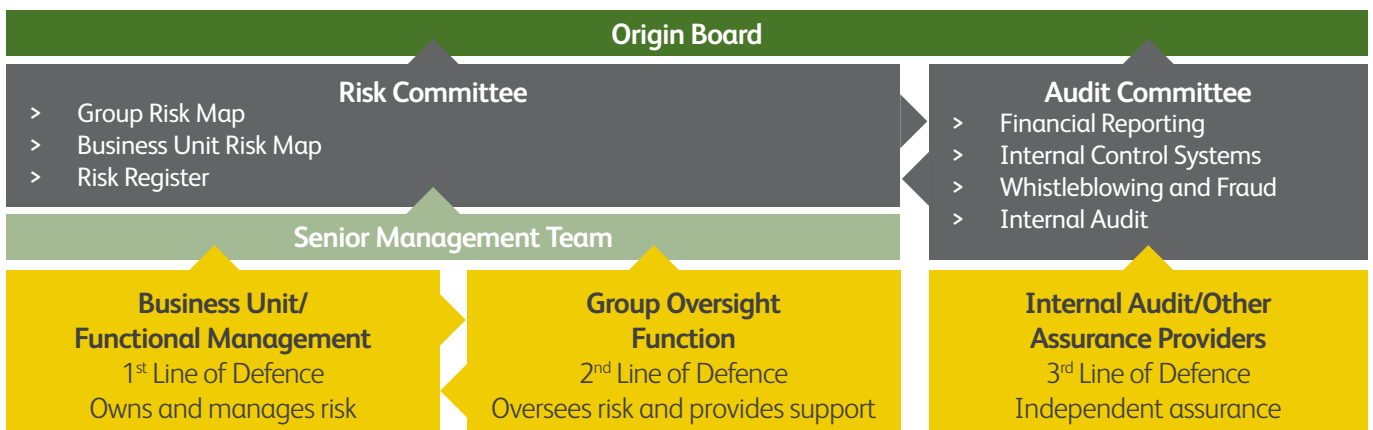 Origin Board
Risk Committee
> Group Risk Map
> Business Unit Risk Map
> Risk Register
Audit Committee
> Financial Reporting
> Internal Control Systems
> Whistleblowing and Fraud
> Internal Audit
Senior Management Team
Business Unit/
Functional Management
1st Line of Defence
Owns and manages risk
Group Oversight
Function
2nd Line of Defence
Oversees risk and provides support
Internal Audit/Other
Assurance Providers
3rd Line of Defence
Independent assurance